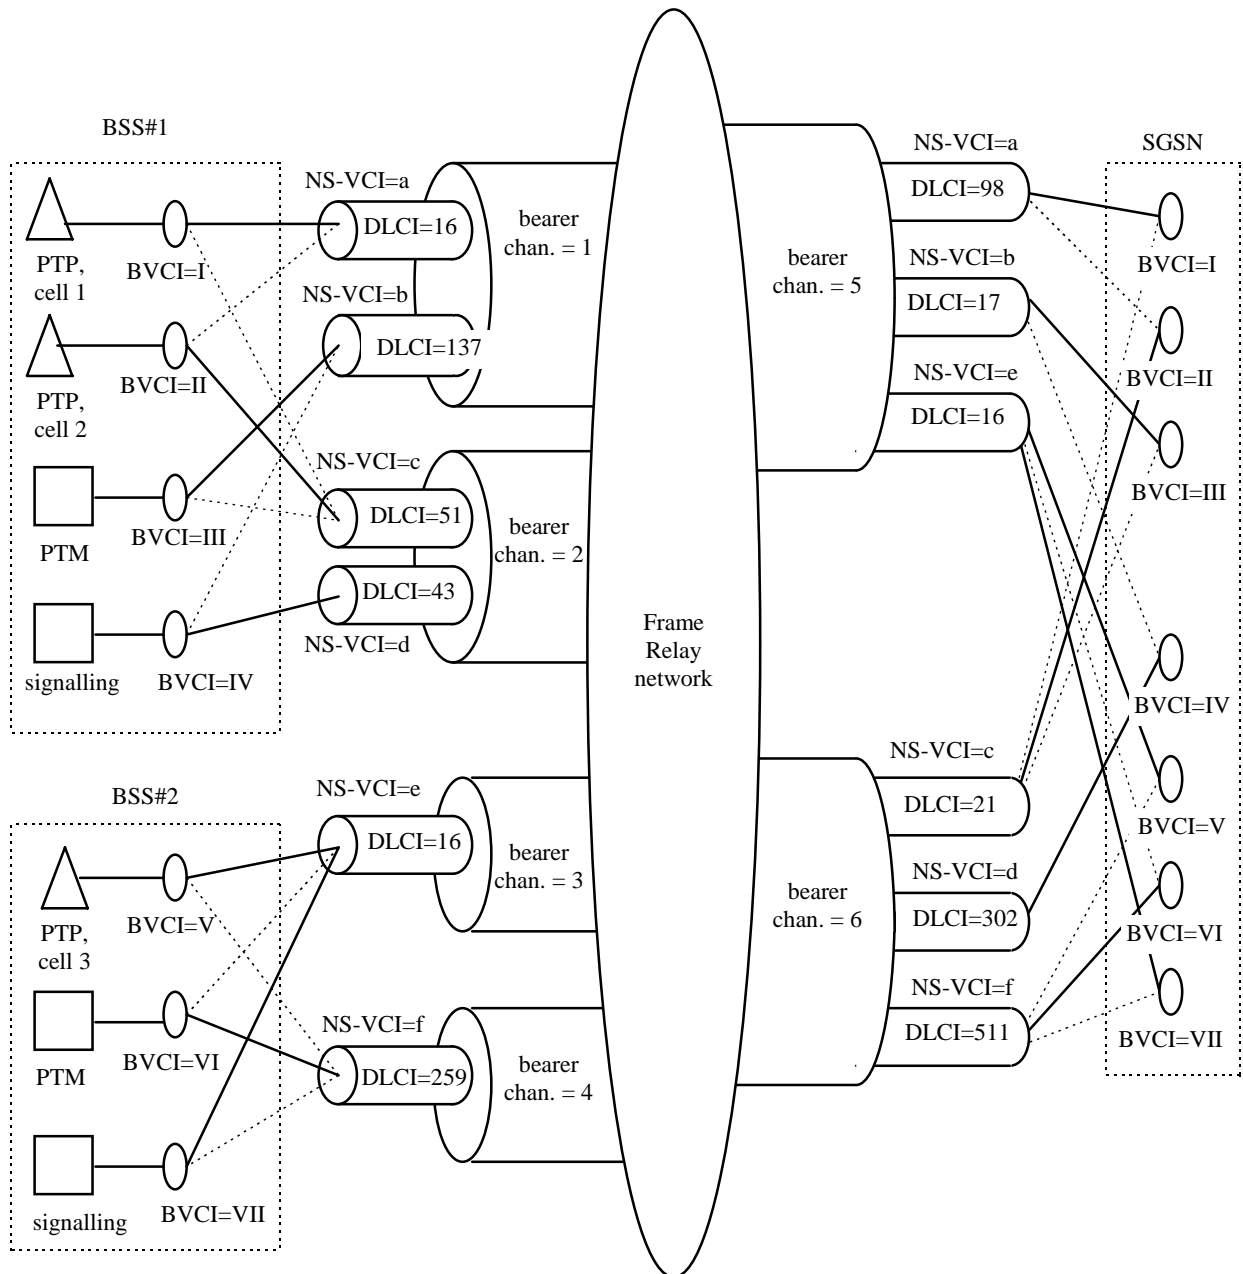 BSS#1
PTP,
cell 1
BVCI=I
PTP,
cell 2
BVCI=II
PTM
BVCI=III
signalling
BVCI=IV
NS-VCI=a
DLCI=16
NS-VCI=b
DLCI=137
bearer
chan. = 1
NS-VCI=c
DLCI=51
DLCI=43
NS-VCI=d
bearer
chan. = 2
BSS#2
PTP,
cell 3
BVCI=V
PTM
BVCI=VI
signalling
BVCI=VII
NS-VCI=e
DLCI=16
bearer
chan. = 3
NS-VCI=f
DLCI=259
bearer
chan. = 4
Frame
Relay
network
bearer
chan. = 5
NS-VCI=a
DLCI=98
NS-VCI=b
DLCI=17
NS-VCI=e
DLCI=16
bearer
chan. = 6
NS-VCI=c
DLCI=21
NS-VCI=d
DLCI=302
NS-VCI=f
DLCI=511
SGSN
BVCI=I
BVCI=II
BVCI=III
BVCI=IV
BVCI=V
BVCI=VI
BVCI=VII